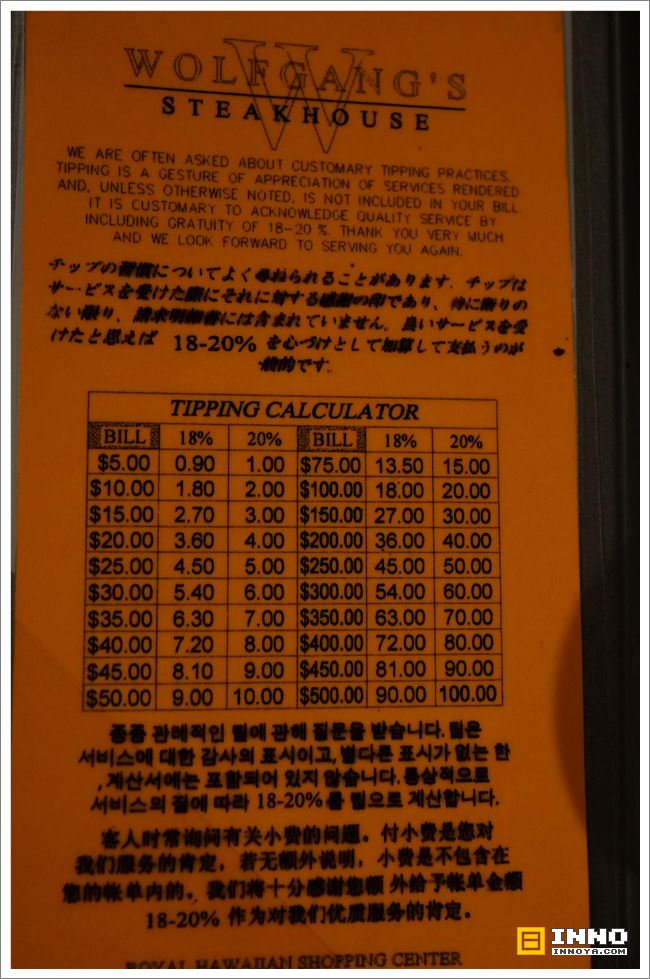 WOLFGANG'S
STEAKHOUSE
WE ARE OFTEN ASKED ABOUT CUSTOMARY TIPPING PRACTICES.
TIPPING IS A GESTURE OF APPRECIATION OF SERVICES RENDERED
AND, UNLESS OTHERWISE NOTED, IS NOT INCLUDED IN YOUR BILL.
IT IS CUSTOMARY TO ACKNOWLEDGE QUALITY SERVICE BY
INCLUDING GRATUITY OF 18-20 %. THANK YOU VERY MUCH
AND WE LOOK FORWARD TO SERVING YOU AGAIN.
チップの習慣についてよく尋ねられることがあります. チップは
サービスを受けた際にそれに対する感謝の印であり、特に断りの
ない限り、請求明細書には含まれていません. 良いサービスを受
けたと思えば 18-20% を心づけとして加算して支払うのが
一般的です.
TIPPING CALCULATOR
BILL 18% 20% BILL 18% 20%
$5.00 0.90 1.00 $75.00 13.50 15.00
$10.00 1.80 2.00 $100.00 18.00 20.00
$15.00 2.70 3.00 $150.00 27.00 30.00
$20.00 3.60 4.00 $200.00 36.00 40.00
$25.00 4.50 5.00 $250.00 45.00 50.00
$30.00 5.40 6.00 $300.00 54.00 60.00
$35.00 6.30 7.00 $350.00 63.00 70.00
$40.00 7.20 8.00 $400.00 72.00 80.00
$45.00 8.10 9.00 $450.00 81.00 90.00
$50.00 9.00 10.00 $500.00 90.00 100.00
종종 관례적인 팁에 관해 질문을 받습니다. 팁은
서비스에 대한 감사의 표시이고, 별다른 표시가 없는 한
, 계산서에는 포함되어 있지 않습니다. 통상적으로
서비스의 질에 따라 18-20%를 팁으로 계산합니다.
客人时常询问有关小费的问题。付小费是您对
我们服务的肯定，若无额外说明，小费是不包含在
您的帐单内的。我们将十分感谢您额 外给予帐单金额
18-20% 作为对我们优质服务的肯定。
ROYAL HAWAIIAN SHOPPING CENTER
INNO
INNOYA.COM